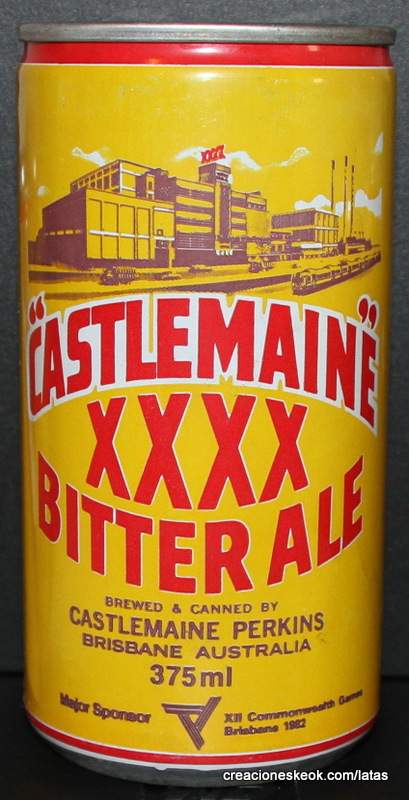 XXXX
"CASTLEMAINE"
XXXX
BITTER ALE
BREWED & CANNED BY
CASTLEMAINE PERKINS
BRISBANE AUSTRALIA
375ml
Major Sponsor
XII Commonwealth Games
Brisbane 1982
creacioneskeok.com/latas